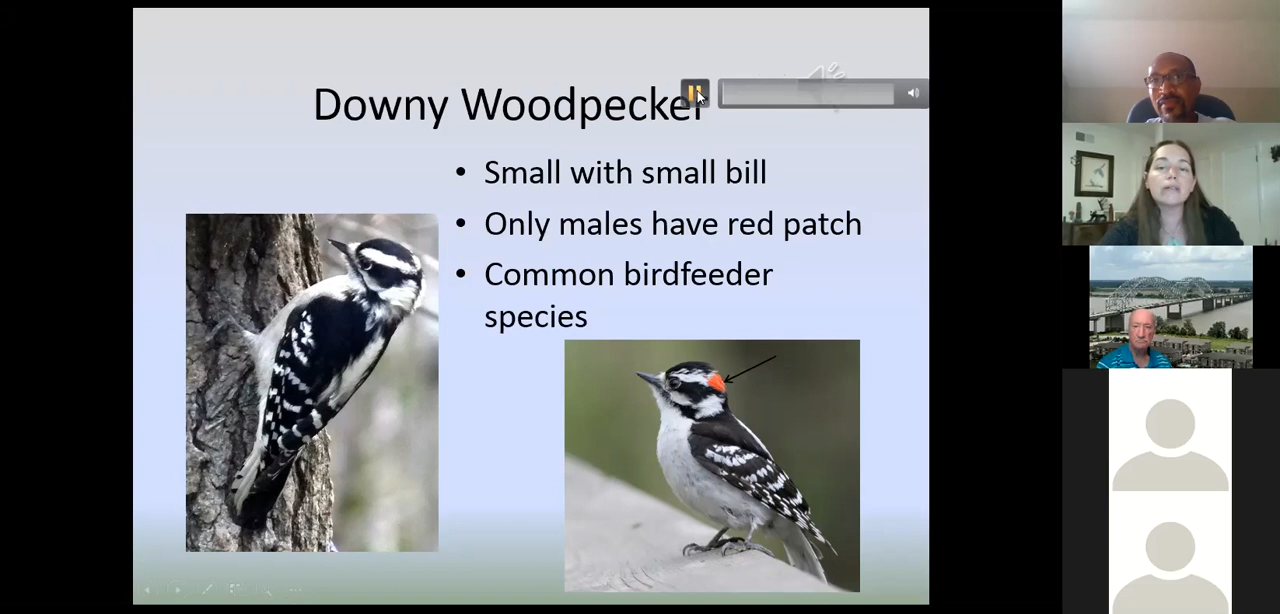 Downy Woodpecker
• Small with small bill
• Only males have red patch
• Common birdfeeder
species